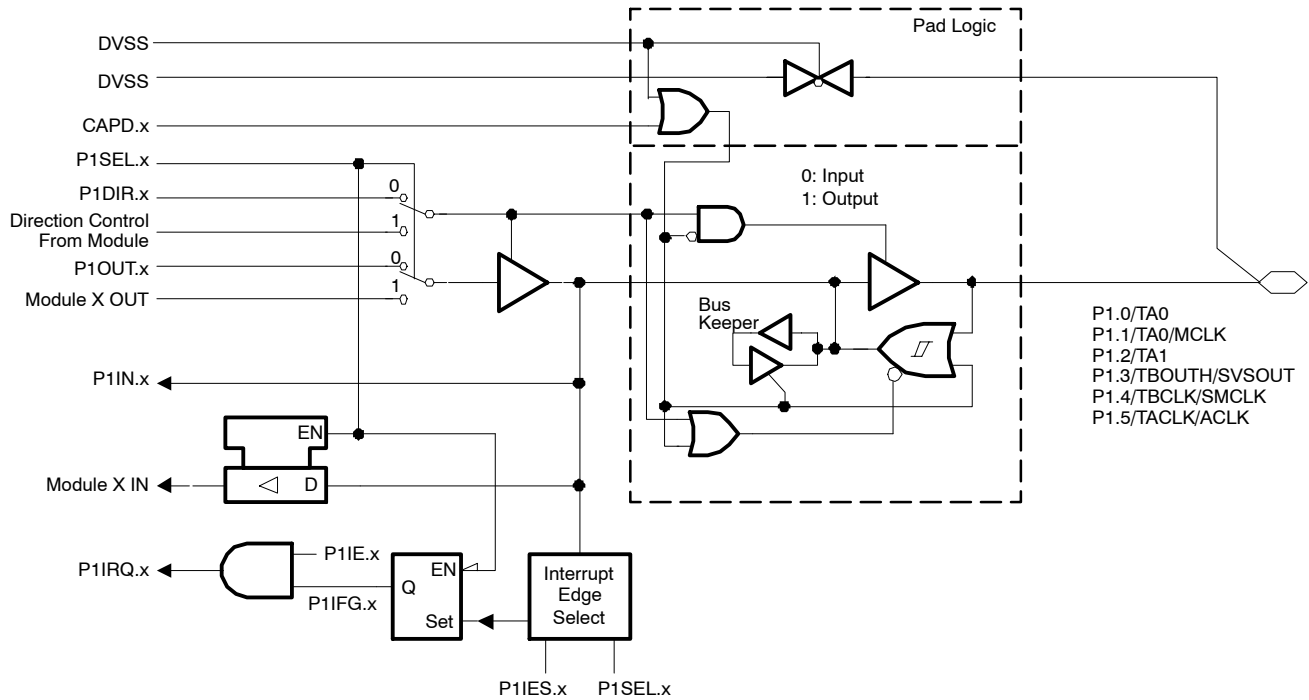 Pad Logic
DVSS
DVSS
CAPD.x
P1SEL.x
0
P1DIR.x
Direction Control
From Module
1
0
P1OUT.x
1
Module X OUT
0: Input
1: Output
Bus
Keeper
P1.0/TA0
P1.1/TA0/MCLK
P1.2/TA1
P1.3/TBOUTH/SVSOUT
P1.4/TBCLK/SMCLK
P1.5/TACLK/ACLK
P1IN.x
EN
Module X IN
D
P1IRQ.x
P1IE.x
P1IFG.x
EN
Q
Set
Interrupt
Edge
Select
P1IES.x
P1SEL.x